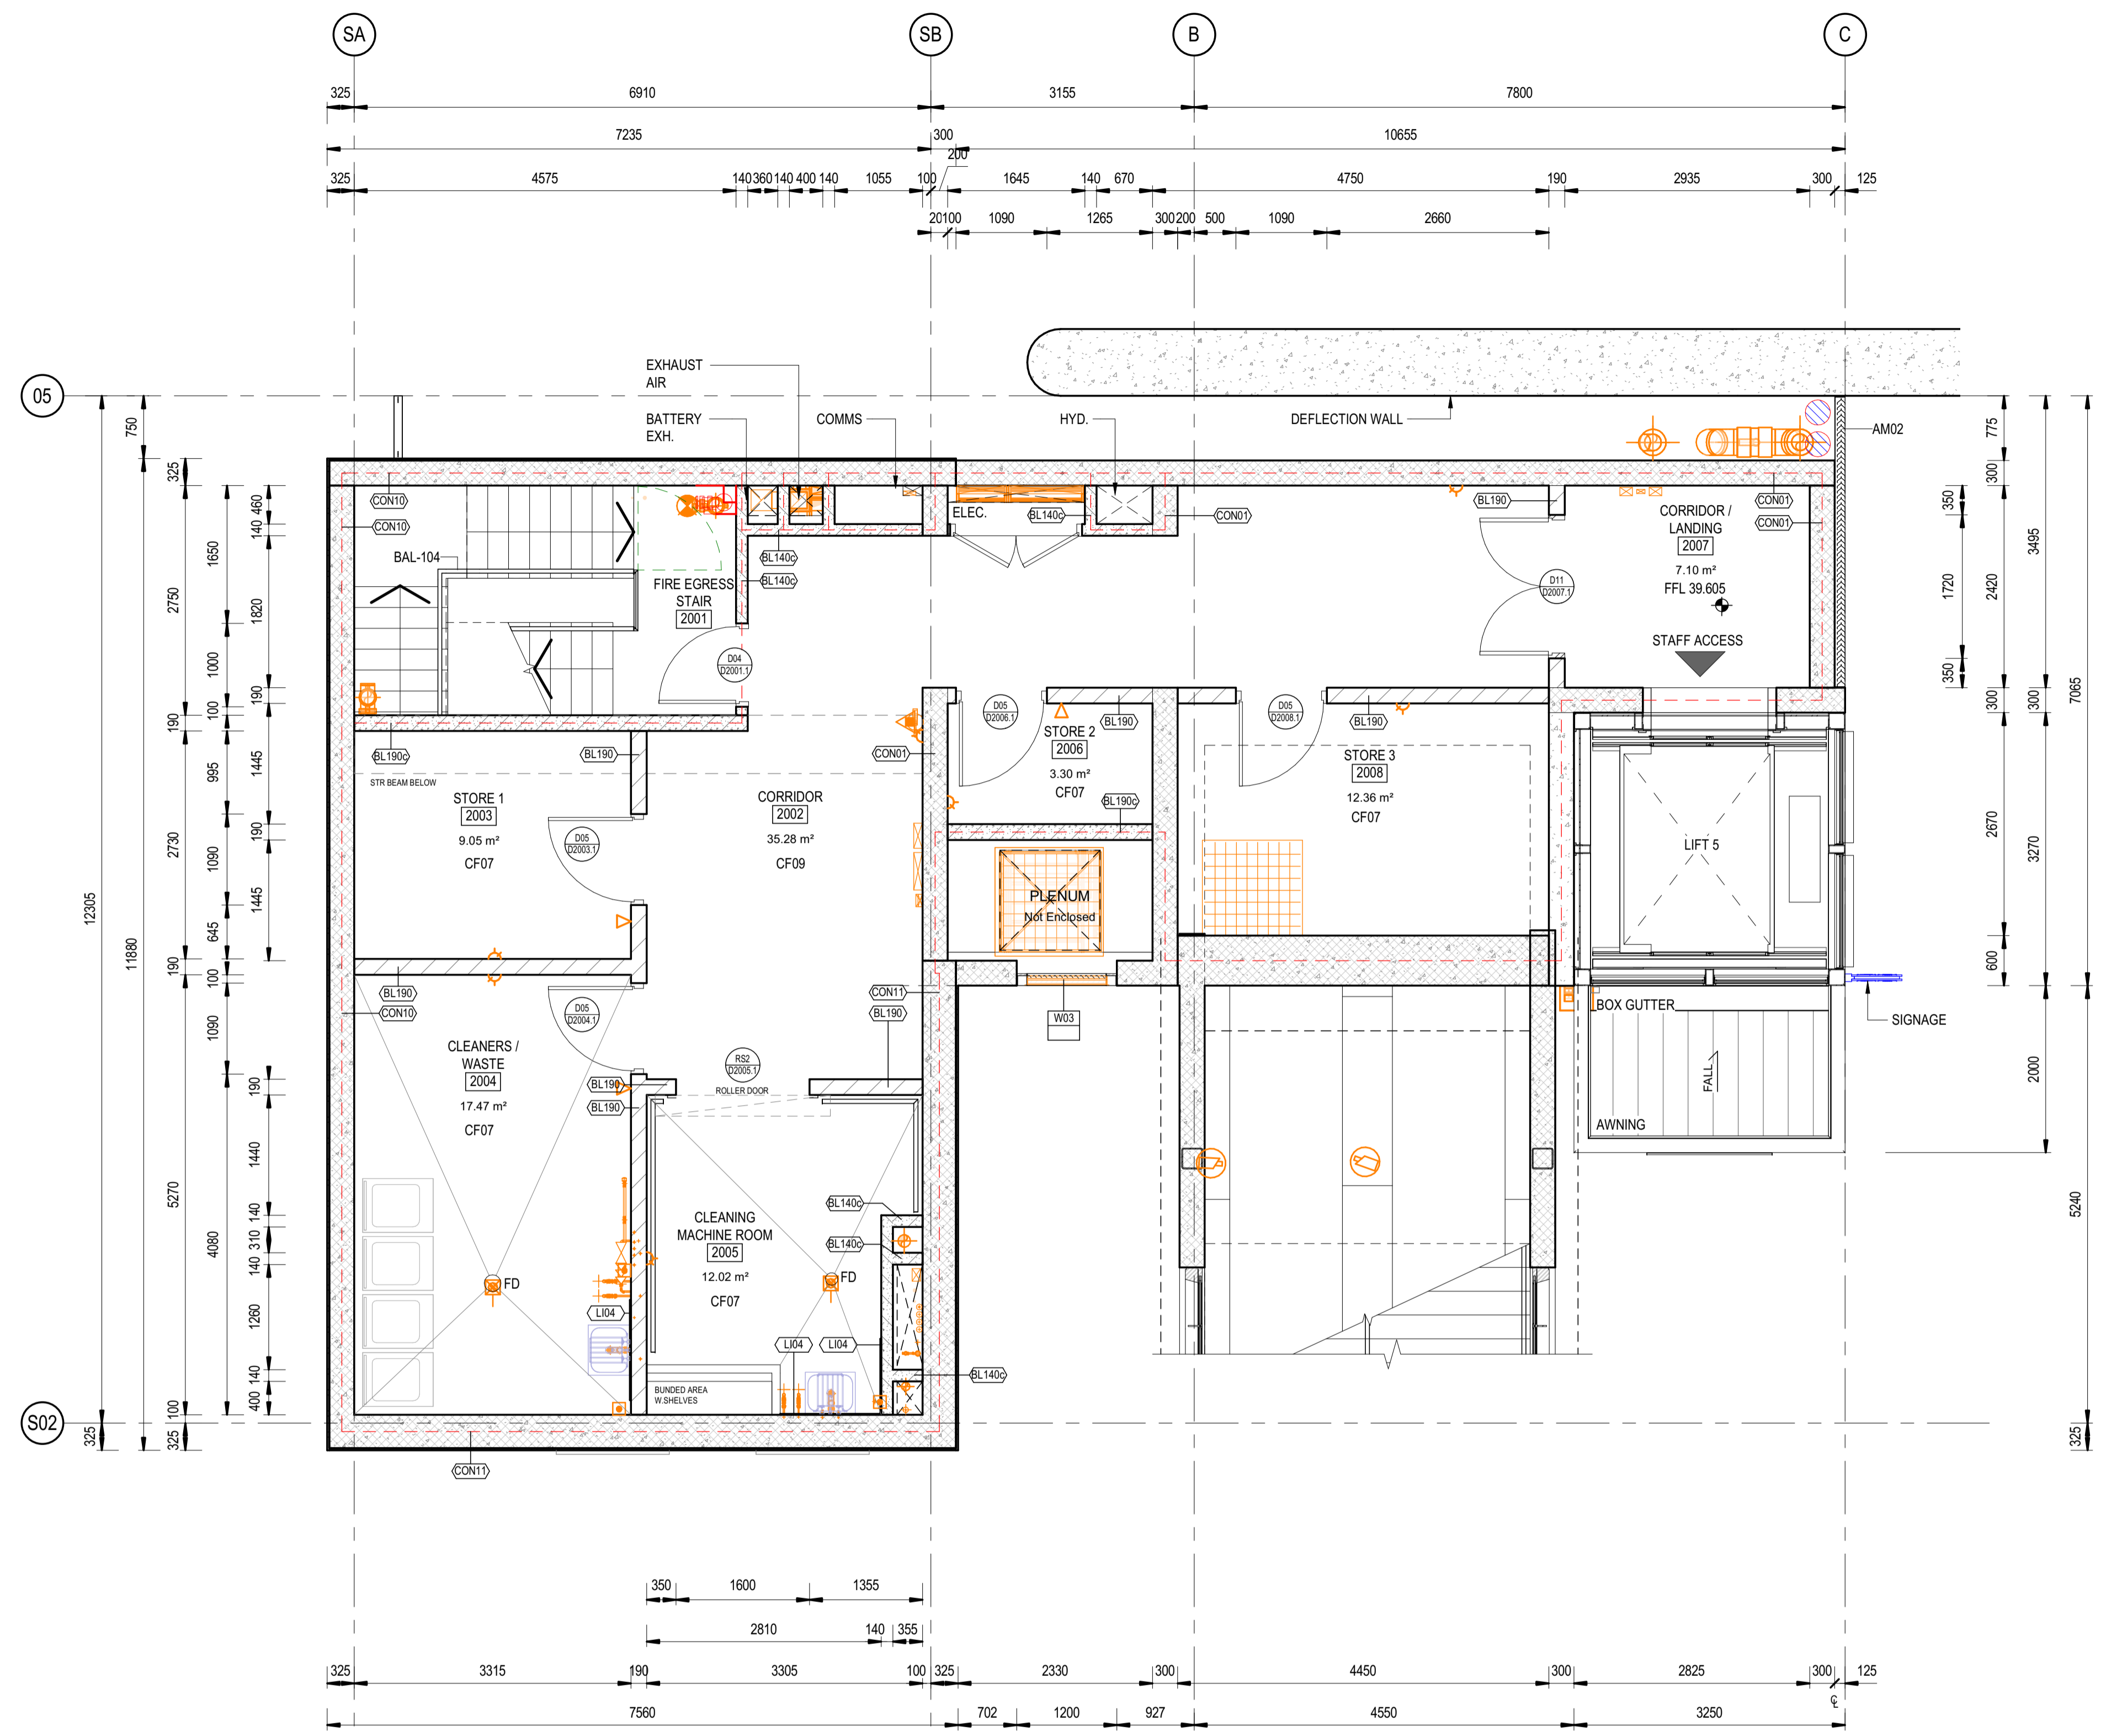 SA
SB
B
C
325
6910
3155
7800
7235
300
10655
200
325
4575
140
360
140
400
140
1055
100
1645
140
670
4750
190
2935
300
125
20100
1090
1265
300
200
500
1090
2660
05
S02
EXHAUST
AIR
BATTERY
EXH.
COMMS
HYD.
DEFLECTION WALL
AM02
CON10
CON10
BAL-104
FIRE EGRESS
STAIR
2001
BL140c
BL140c
D04
D2001.1
ELEC.
BL140c
CON01
BL190
CORRIDOR /
LANDING
2007
7.10 m²
FFL 39.605
CON01
CON01
D11
D2007.1
STAFF ACCESS
BL190c
STR BEAM BELOW
BL190
STORE 1
2003
9.05 m²
CF07
D05
D2003.1
CORRIDOR
2002
35.28 m²
CF09
CON01
D05
D2006.1
STORE 2
2006
3.30 m²
CF07
BL190
BL190c
D05
D2008.1
BL190
STORE 3
2008
12.36 m²
CF07
LIFT 5
PLENUM
Not Enclosed
BL190
CON10
CON11
BL190
W03
BOX GUTTER
SIGNAGE
FALL
AWNING
D05
D2004.1
CLEANERS /
WASTE
2004
17.47 m²
CF07
RS2
D2005.1
ROLLER DOOR
BL190
BL190
CLEANING
MACHINE ROOM
2005
12.02 m²
CF07
BL140c
BL140c
FD
FD
LI04
LI04
LI04
BL140c
BUNDED AREA
W.SHELVES
CON11
12305
750
11880
325
325
2750
190
2730
190
5270
100
325
325
460
140
1650
1000
100
995
1090
645
100
1090
4080
1820
190
1445
190
1445
190
1440
140
310
140
1260
140
400
350
1720
350
775
300
2420
300
2670
600
3495
300
3270
2000
7065
5240
325
350
1600
1355
2810
140
355
325
3315
190
3305
100
325
2330
300
4450
300
2825
300
125
7560
702
1200
927
4550
3250